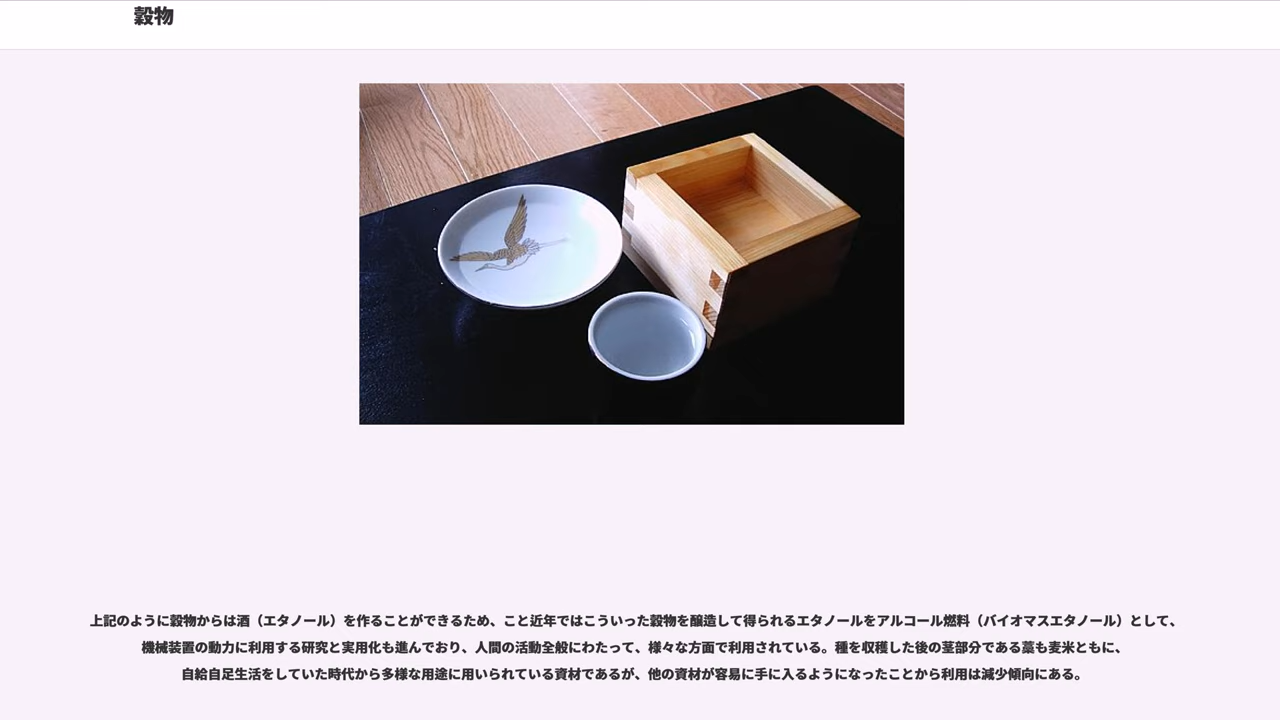 穀物
上記のように穀物からは酒（エタノール）を作ることができるため、こと近年ではこういった穀物を醸造して得られるエタノールをアルコール燃料（バイオマスエタノール）として、
機械装置の動力に利用する研究と実用化も進んでおり、人間の活動全般にわたって、様々な方面で利用されている。種を収穫した後の茎部分である藁も麦米ともに、
自給自足生活をしていた時代から多様な用途に用いられている資材であるが、他の資材が容易に手に入るようになったことから利用は減少傾向にある。